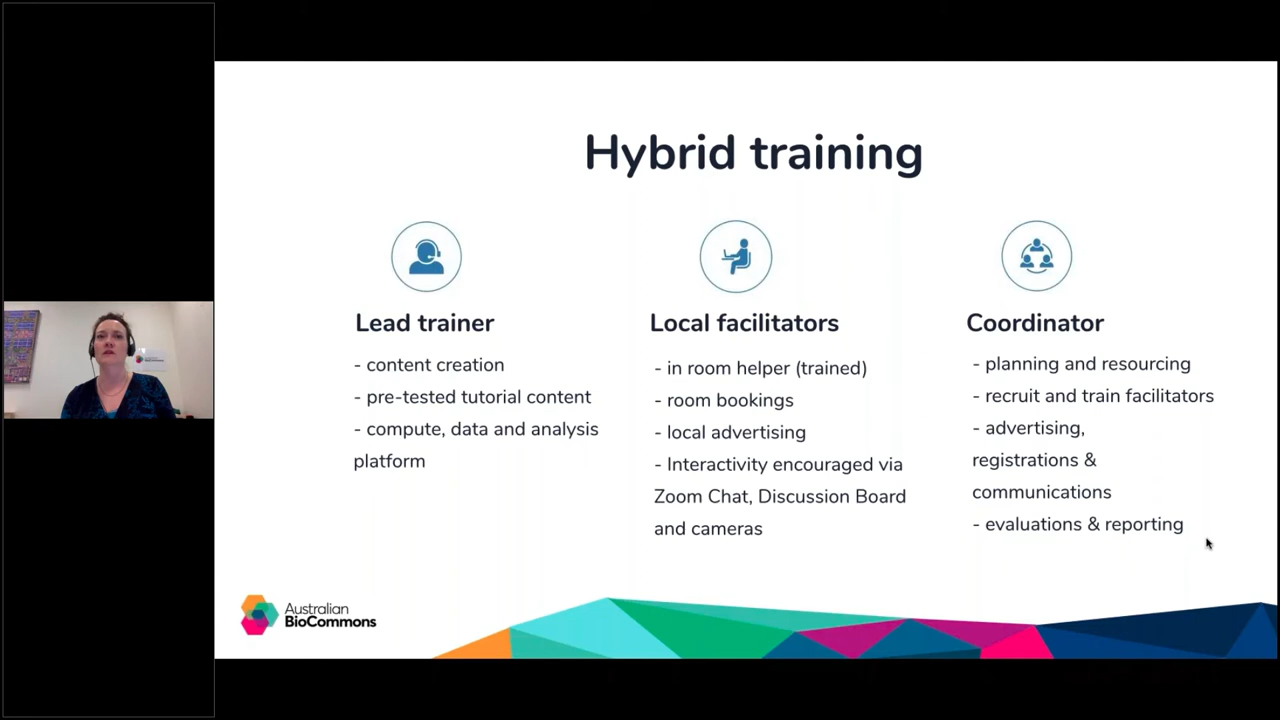 Hybrid training
Lead trainer
- content creation
- pre-tested tutorial content
- compute, data and analysis
platform
Local facilitators
- in room helper (trained)
- room bookings
- local advertising
- Interactivity encouraged via
Zoom Chat, Discussion Board
and cameras
Coordinator
- planning and resourcing
- recruit and train facilitators
- advertising,
registrations &
communications
- evaluations & reporting
Australian
BioCommons